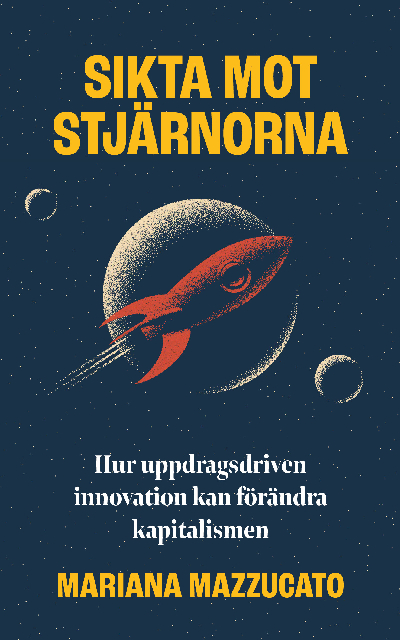 SIKTA MOT
STJÄRNORNA
Hur uppdragsdriven
innovation kan förändra
kapitalismen
MARIANA MAZZUCATO